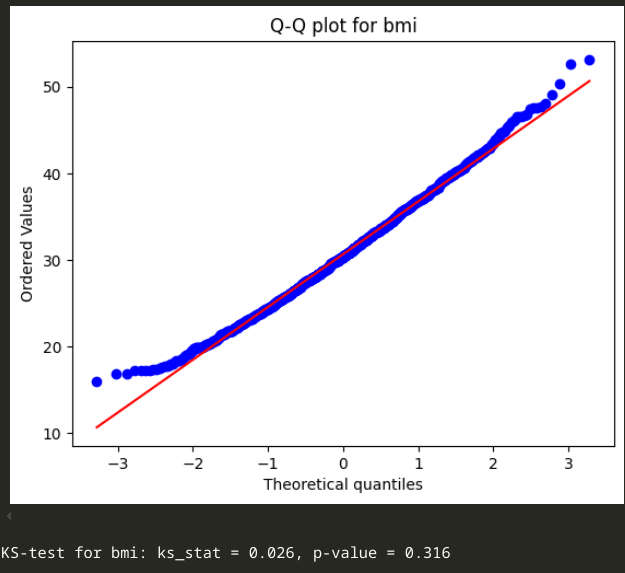 Q-Q plot for bmi
50
40
30
20
10
Ordered Values
−3 −2 −1 0 1 2 3
Theoretical quantiles
KS-test for bmi: ks_stat = 0.026, p-value = 0.316